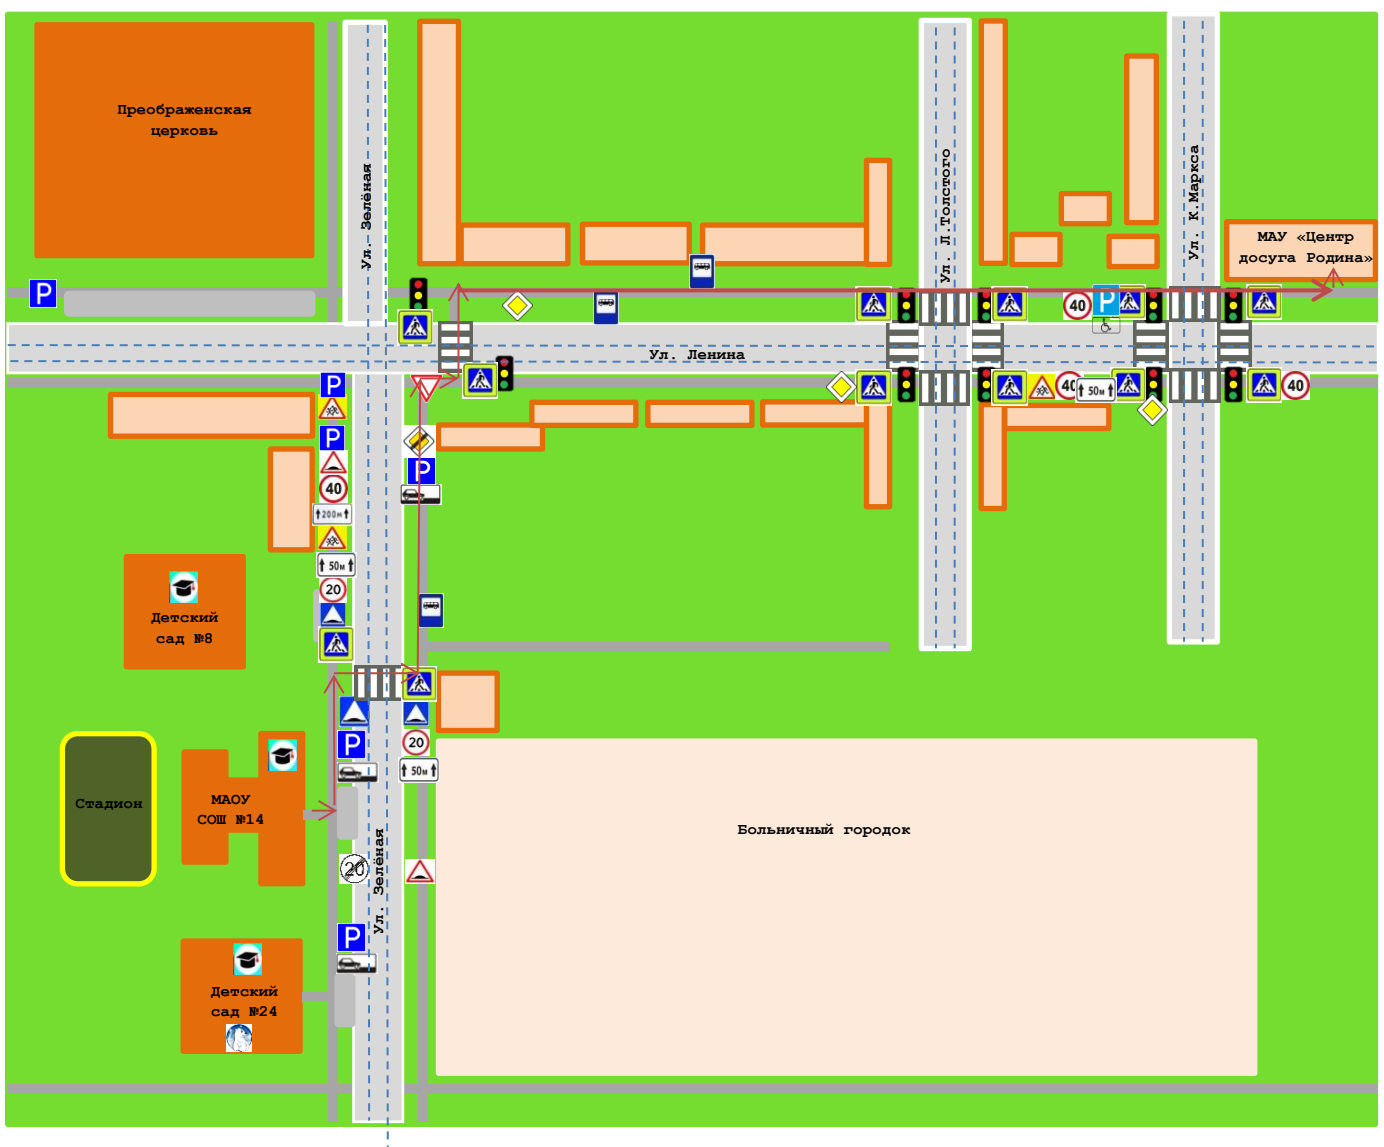 Преображенская
церковь
Ул. Зелёная
Ул. Л.Толстого
Ул. К.Маркса
МАУ «Центр
досуга Родина»
P
P
40
Ул. Ленина
P
40
50м
40
P
P
40
200м
50м
20
Детский
сад №8
P
20
50м
Стадион
МАОУ
СОШ №14
Больничный городок
20
Ул. Зелёная
P
Детский
сад №24